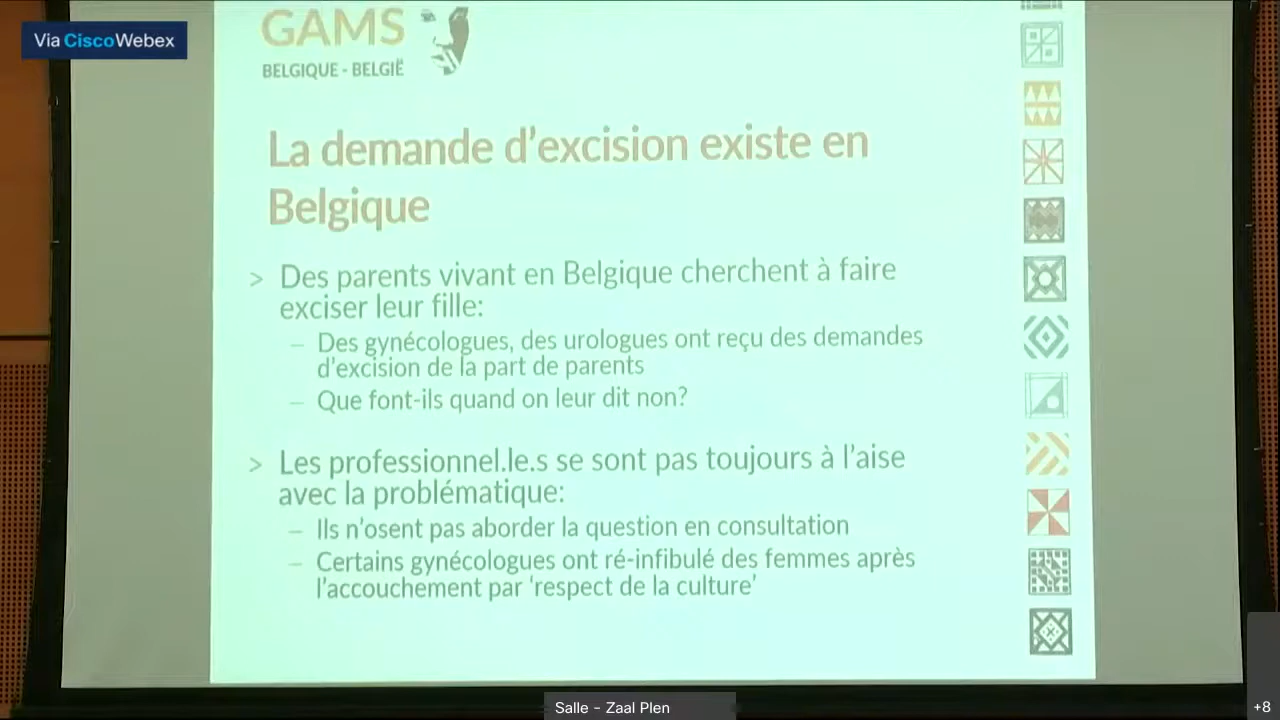 Via CiscoWebex
GAMS
BELGIQUE - BELGIË
La demande d'excision existe en
Belgique
> Des parents vivant en Belgique cherchent à faire
exciser leur fille:
– Des gynécologues, des urologues ont reçu des demandes
d'excision de la part de parents
– Que font-ils quand on leur dit non?
> Les professionnel.le.s se sont pas toujours à l'aise
avec la problématique:
– Ils n'osent pas aborder la question en consultation
– Certains gynécologues ont ré-infibulé des femmes après
l'accouchement par 'respect de la culture'
Salle - Zaal Plen
+8